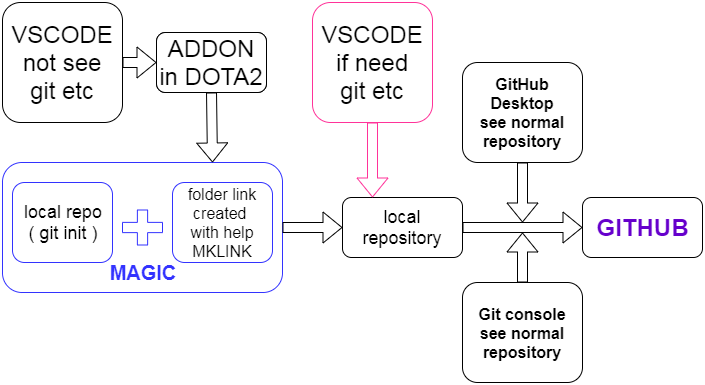 VSCODE
not see
git etc
ADDON
in DOTA2
VSCODE
if need
git etc
GitHub
Desktop
see normal
repository
local repo
( git init )
folder link
created
with help
MKLINK
MAGIC
local
repository
GITHUB
Git console
see normal
repository